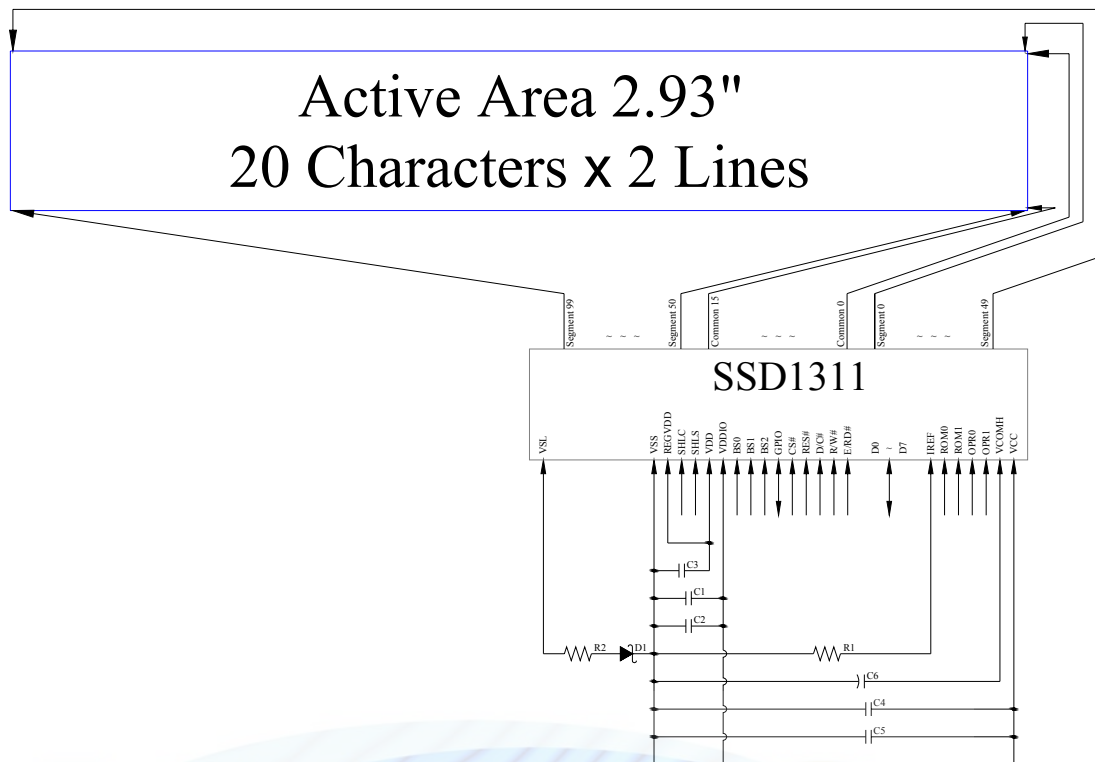 Active Area 2.93"
20 Characters x 2 Lines
Segment 99
~ ~ ~
Segment 50
Common 15
~ ~ ~
Common 0
Segment 0
~ ~ ~
Segment 49
SSD1311
VSL
VSS
REGVDD
SHLC
SHLS
VDD
VDDIO
BS0
BS1
BS2
GPIO
CS#
RES#
D/C#
R/W#
E/RD#
D0
~
D7
IREF
ROM0
ROM1
OPR0
OPR1
VCOMH
VCC
C3
C1
C2
R2
D1
R1
C6
C4
C5